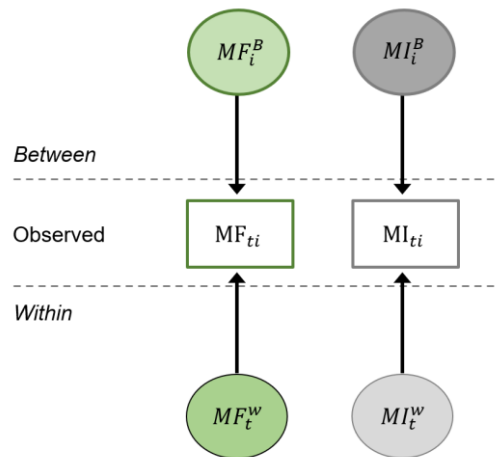 MF_i^B MI_i^B
Between
Observed MF_ti MI_ti
Within
MF_t^w MI_t^w